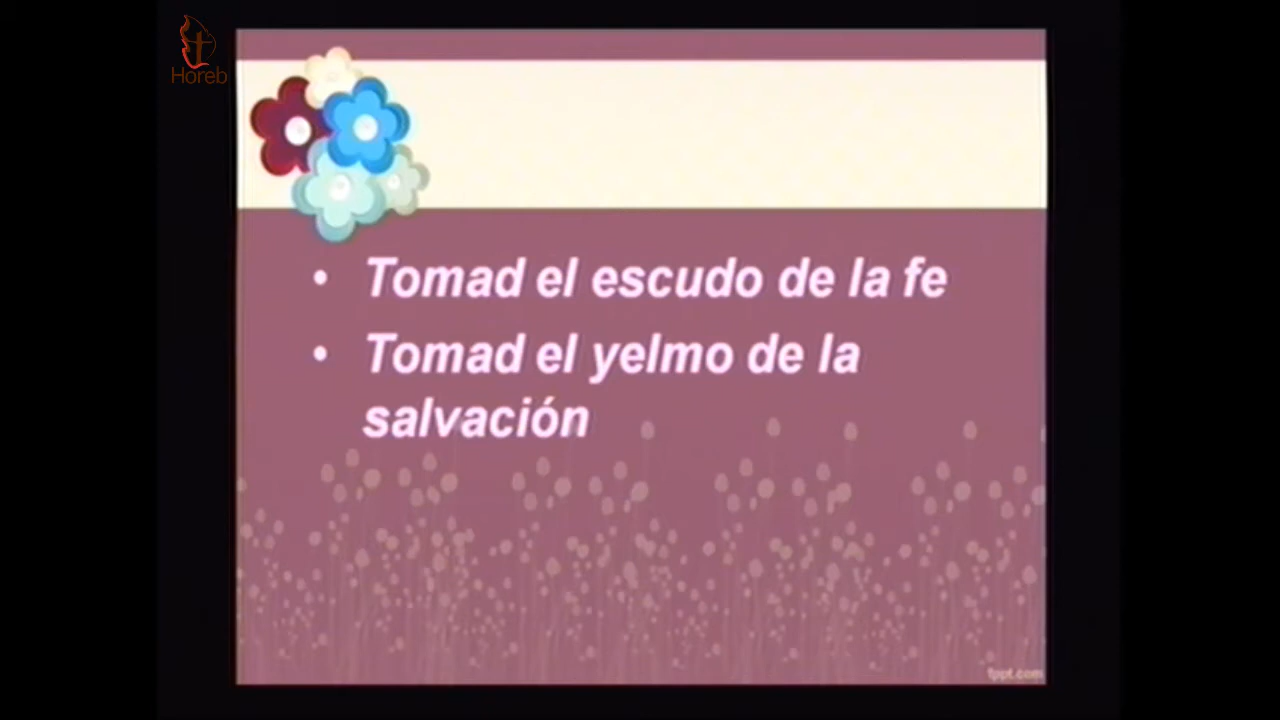 Horeb
• Tomad el escudo de la fe
• Tomad el yelmo de la
salvación
fppt.com